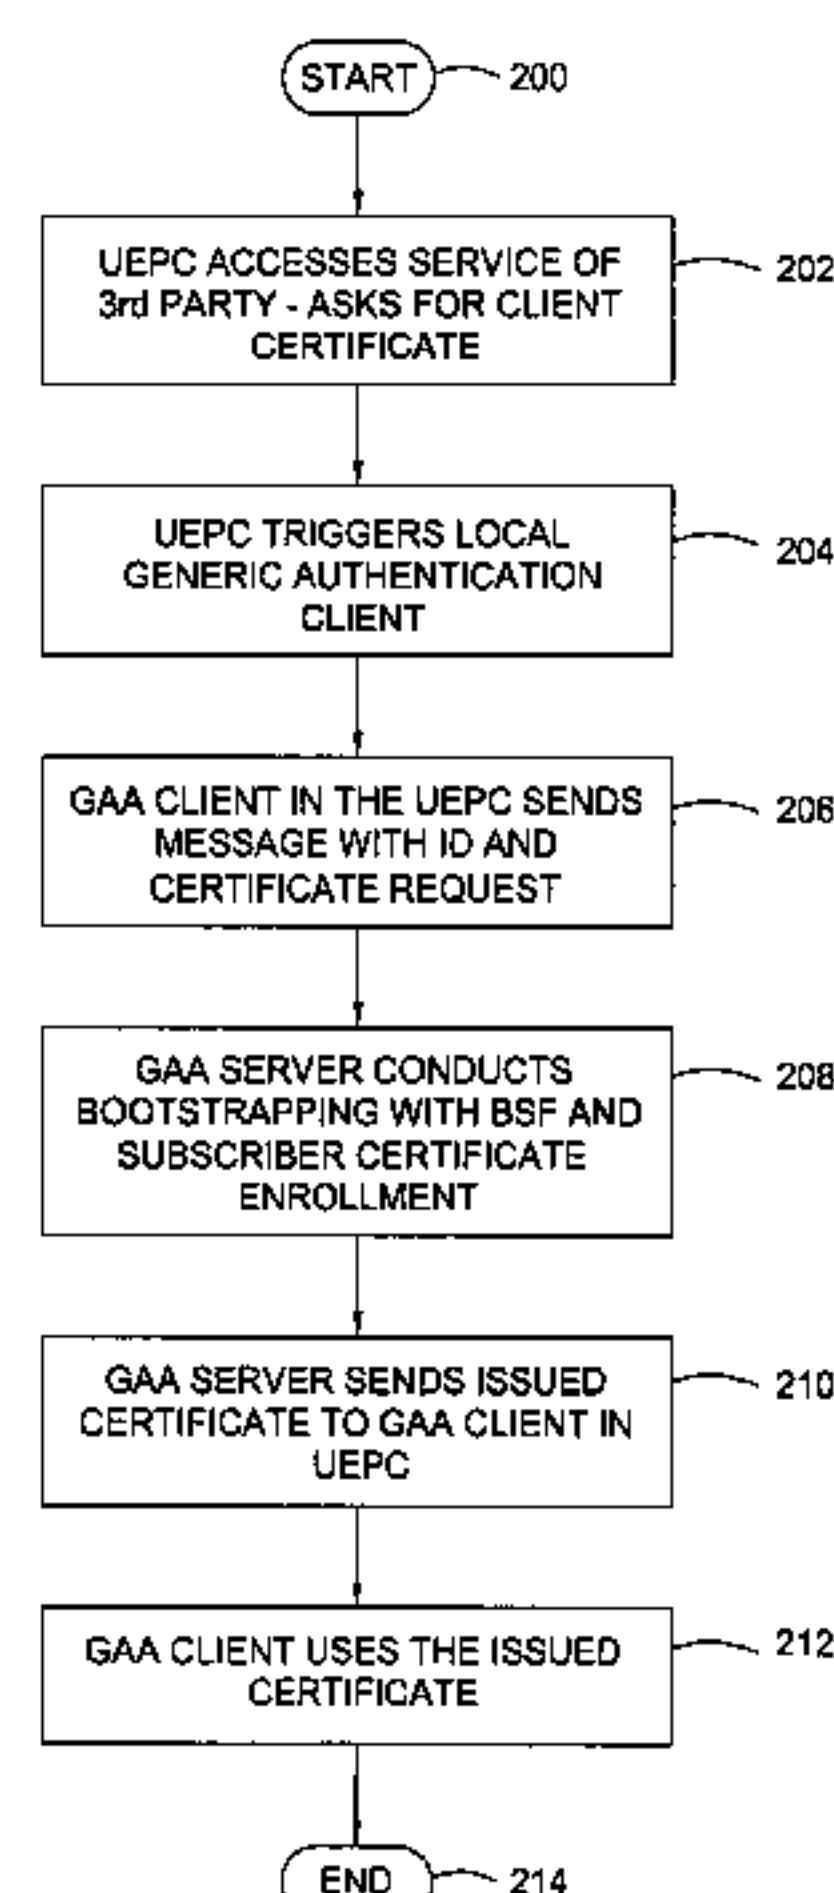 START
200
UEPC ACCESSES SERVICE OF
3rd PARTY - ASKS FOR CLIENT
CERTIFICATE
202
UEPC TRIGGERS LOCAL
GENERIC AUTHENTICATION
CLIENT
204
GAA CLIENT IN THE UEPC SENDS
MESSAGE WITH ID AND
CERTIFICATE REQUEST
206
GAA SERVER CONDUCTS
BOOTSTRAPPING WITH BSF AND
SUBSCRIBER CERTIFICATE
ENROLLMENT
208
GAA SERVER SENDS ISSUED
CERTIFICATE TO GAA CLIENT IN
UEPC
210
GAA CLIENT USES THE ISSUED
CERTIFICATE
212
END
214